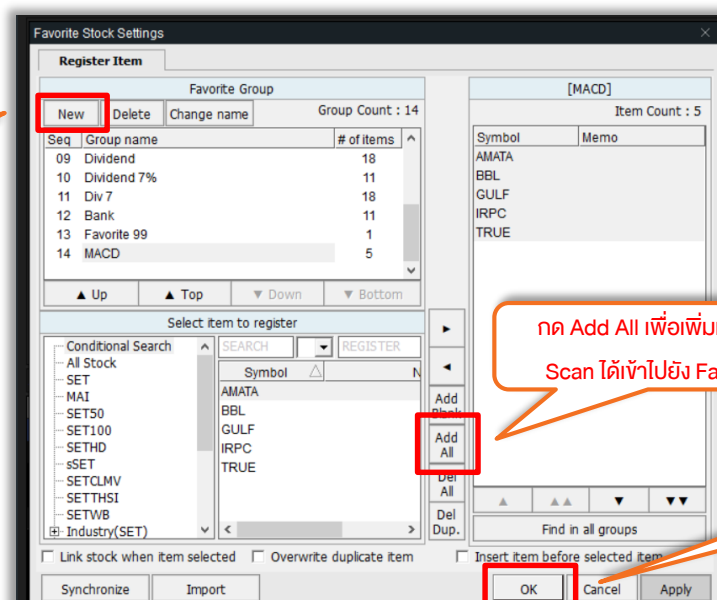 Favorite Stock Settings
Register Item
Favorite Group
New Delete Change name Group Count : 14
Seq Group name # of items
09 Dividend 18
10 Dividend 7% 11
11 Div 7 18
12 Bank 11
13 Favorite 99 1
14 MACD 5
▲ Up ▲ Top ▼ Down ▼ Bottom
Select item to register
Conditional Search
All Stock
SET
MAI
SET50
SET100
SETHD
sSET
SETCLMV
SETTHSI
SETWB
Industry(SET)
SEARCH REGISTER
Symbol N
AMATA
BBL
GULF
IRPC
TRUE
Add
Blank
Add
All
Del
All
Del
Dup.
[MACD]
Item Count : 5
Symbol Memo
AMATA
BBL
GULF
IRPC
TRUE
กด Add All เพื่อเพิ่ม
Scan ได้เข้าไปยัง Fa
Find in all groups
Link stock when item selected Overwrite duplicate item Insert item before selected item
Synchronize Import OK Cancel Apply